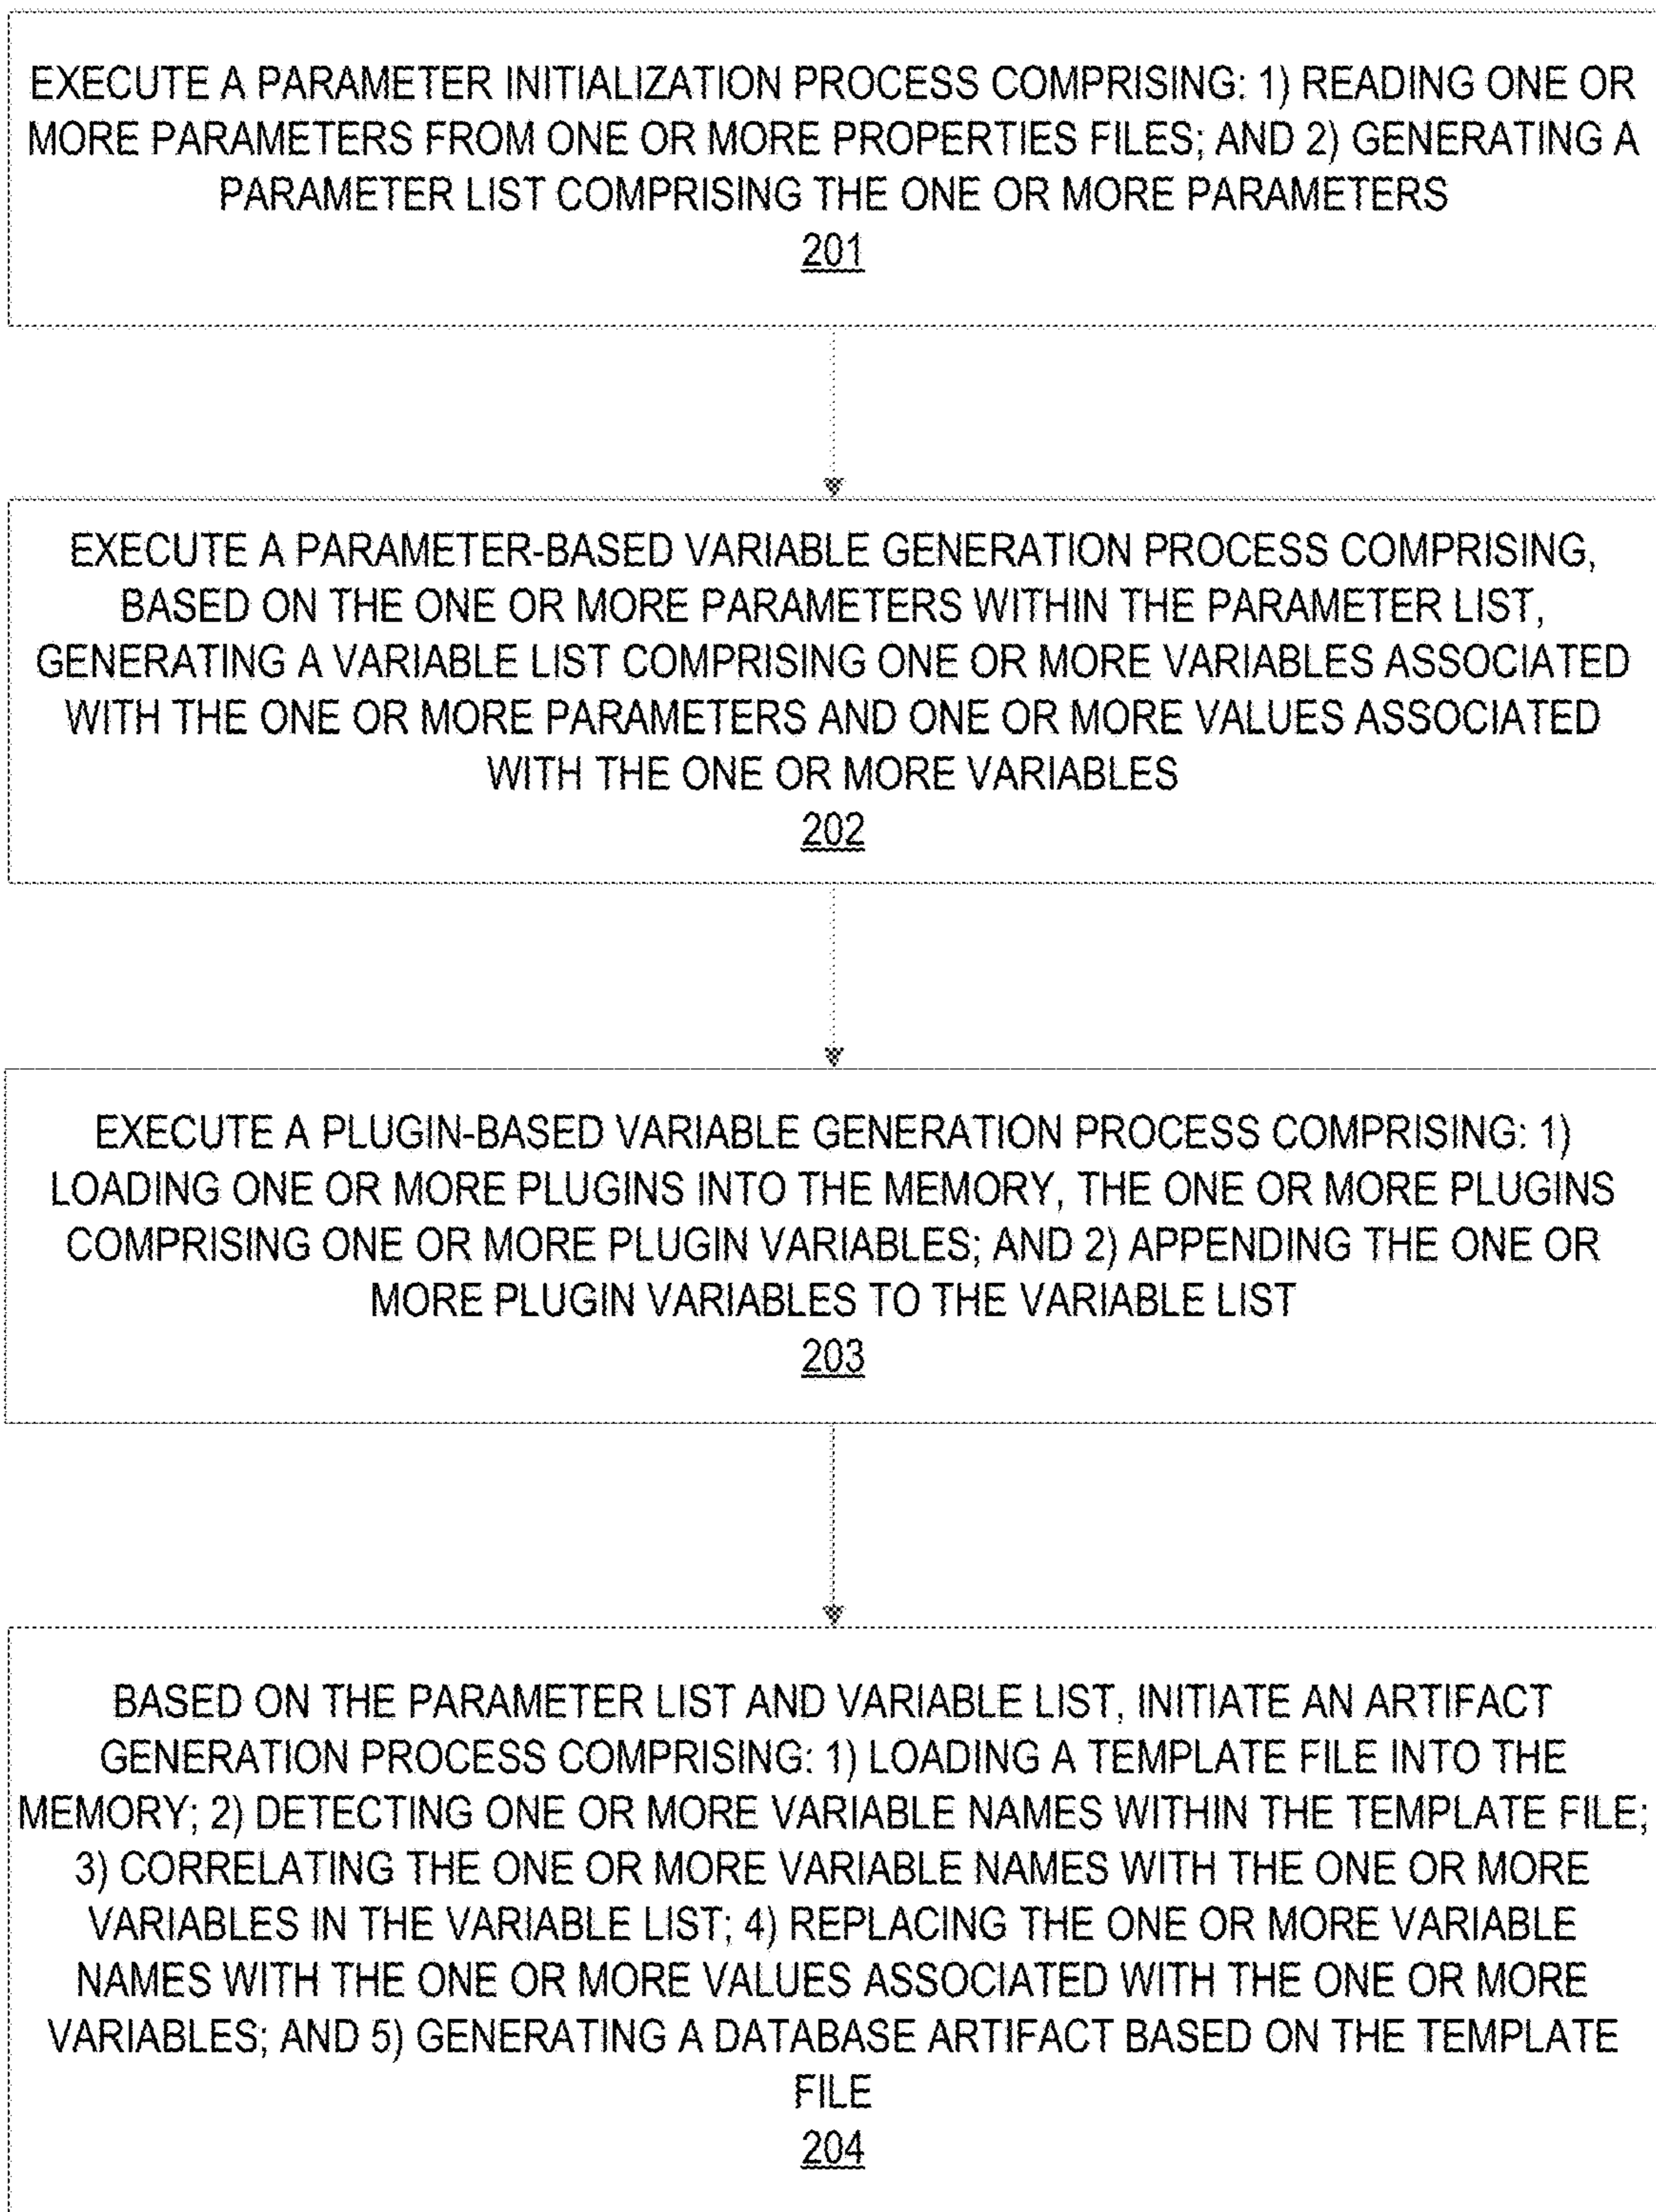 EXECUTE A PARAMETER INITIALIZATION PROCESS COMPRISING: 1) READING ONE OR
MORE PARAMETERS FROM ONE OR MORE PROPERTIES FILES; AND 2) GENERATING A
PARAMETER LIST COMPRISING THE ONE OR MORE PARAMETERS
201
EXECUTE A PARAMETER-BASED VARIABLE GENERATION PROCESS COMPRISING,
BASED ON THE ONE OR MORE PARAMETERS WITHIN THE PARAMETER LIST,
GENERATING A VARIABLE LIST COMPRISING ONE OR MORE VARIABLES ASSOCIATED
WITH THE ONE OR MORE PARAMETERS AND ONE OR MORE VALUES ASSOCIATED
WITH THE ONE OR MORE VARIABLES
202
EXECUTE A PLUGIN-BASED VARIABLE GENERATION PROCESS COMPRISING: 1)
LOADING ONE OR MORE PLUGINS INTO THE MEMORY, THE ONE OR MORE PLUGINS
COMPRISING ONE OR MORE PLUGIN VARIABLES; AND 2) APPENDING THE ONE OR
MORE PLUGIN VARIABLES TO THE VARIABLE LIST
203
BASED ON THE PARAMETER LIST AND VARIABLE LIST, INITIATE AN ARTIFACT
GENERATION PROCESS COMPRISING: 1) LOADING A TEMPLATE FILE INTO THE
MEMORY; 2) DETECTING ONE OR MORE VARIABLE NAMES WITHIN THE TEMPLATE FILE;
3) CORRELATING THE ONE OR MORE VARIABLE NAMES WITH THE ONE OR MORE
VARIABLES IN THE VARIABLE LIST; 4) REPLACING THE ONE OR MORE VARIABLE
NAMES WITH THE ONE OR MORE VALUES ASSOCIATED WITH THE ONE OR MORE
VARIABLES; AND 5) GENERATING A DATABASE ARTIFACT BASED ON THE TEMPLATE
FILE
204